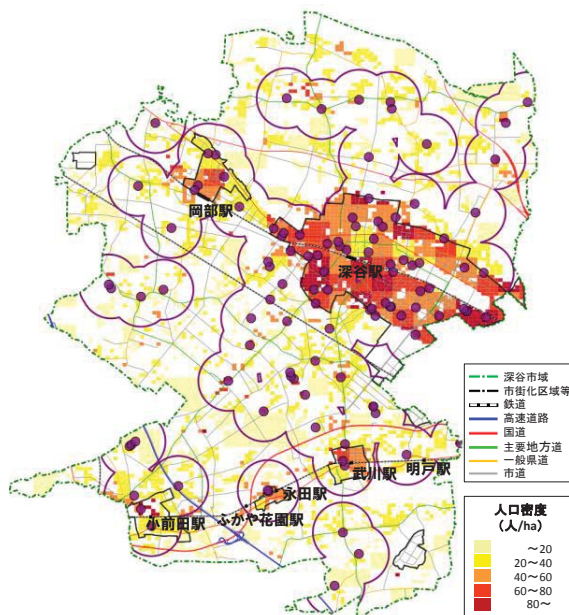 岡部駅
深谷駅
武川駅
明戸駅
永田駅
ふかや花園駅
小前田駅
深谷市域
市街化区域等
鉄道
高速道路
国道
主要地方道
一般県道
市道
人口密度
（人/ha）
～20
20～40
40～60
60～80
80～